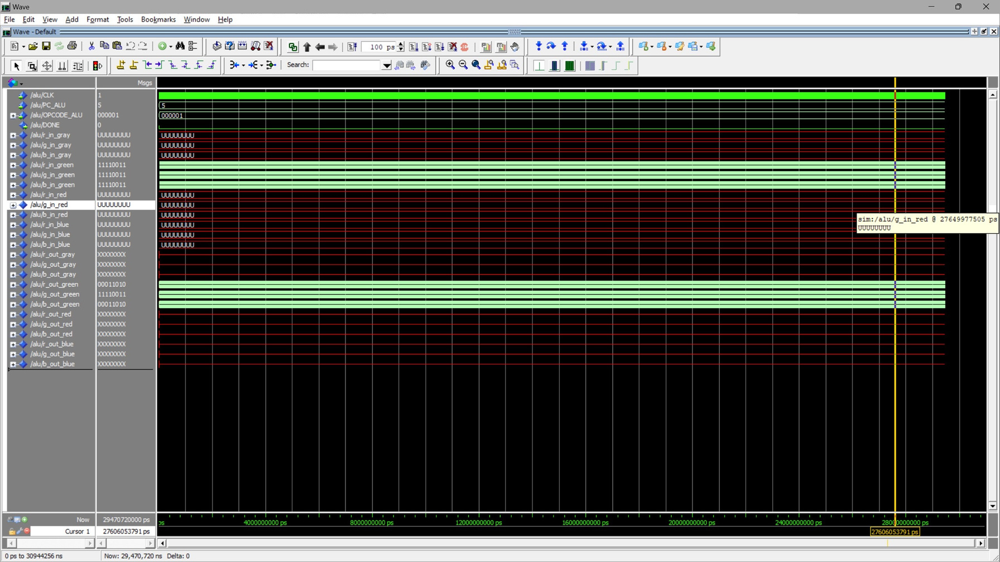 Wave
File Edit View Add Format Tools Bookmarks Window Help
Wave - Default
100 ps
Search:
Msgs
/alu/CLK 1
/alu/PC_ALU 5 5
/alu/OPCODE_ALU 000001 000001
/alu/DONE 0
/alu/r_in_gray UUUUUUUU UUUUUUUU
/alu/g_in_gray UUUUUUUU UUUUUUUU
/alu/b_in_gray UUUUUUUU UUUUUUUU
/alu/r_in_green 11110011
/alu/g_in_green 11110011
/alu/b_in_green 11110011
/alu/r_in_red UUUUUUUU UUUUUUUU
/alu/g_in_red UUUUUUUU UUUUUUUU
/alu/b_in_red UUUUUUUU UUUUUUUU
sim:/alu/g_in_red @ 27649977505 ps
UUUUUUUU
/alu/r_in_blue UUUUUUUU UUUUUUUU
/alu/g_in_blue UUUUUUUU UUUUUUUU
/alu/b_in_blue UUUUUUUU UUUUUUUU
/alu/r_out_gray XXXXXXXX
/alu/g_out_gray XXXXXXXX
/alu/b_out_gray XXXXXXXX
/alu/r_out_green 00011010
/alu/g_out_green 11110011
/alu/b_out_green 00011010
/alu/r_out_red XXXXXXXX
/alu/g_out_red XXXXXXXX
/alu/b_out_red XXXXXXXX
/alu/r_out_blue XXXXXXXX
/alu/g_out_blue XXXXXXXX
/alu/b_out_blue XXXXXXXX
Now 29470720000 ps
ps 4000000000 ps 8000000000 ps 12000000000 ps 16000000000 ps 20000000000 ps 24000000000 ps 28000000000 ps
Cursor 1 27606053791 ps 27606053791 ps
0 ps to 30944256 ns Now: 29,470,720 ns Delta: 0